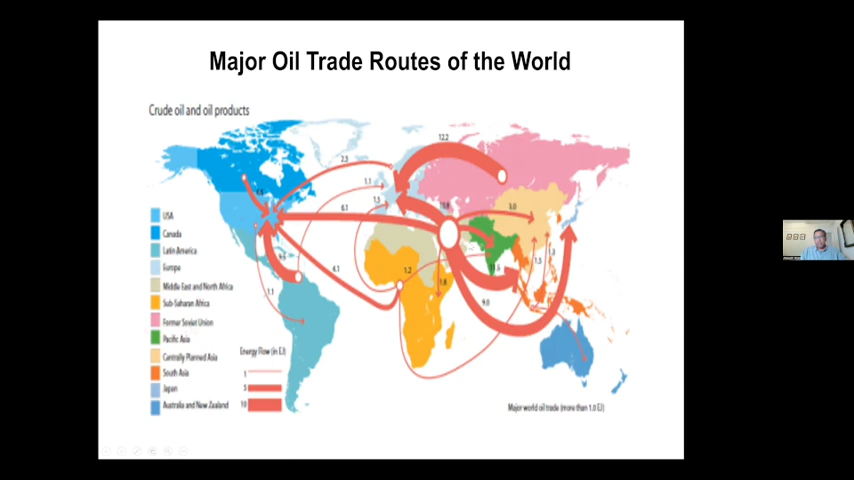 Major Oil Trade Routes of the World
Crude oil and oil products
12.2
2.5
1.1
1.5
6.1
3.0
4.1
1.2
1.8
1.5
9.0
1.1
USA
Canada
Latin America
Europe
Middle East and North Africa
Sub-Saharan Africa
Former Soviet Union
Pacific Asia
Centrally Planned Asia
South Asia
Japan
Australia and New Zealand
Energy Flow (in EJ)
1
5
10
Major world oil trade (more than 1.0 EJ)